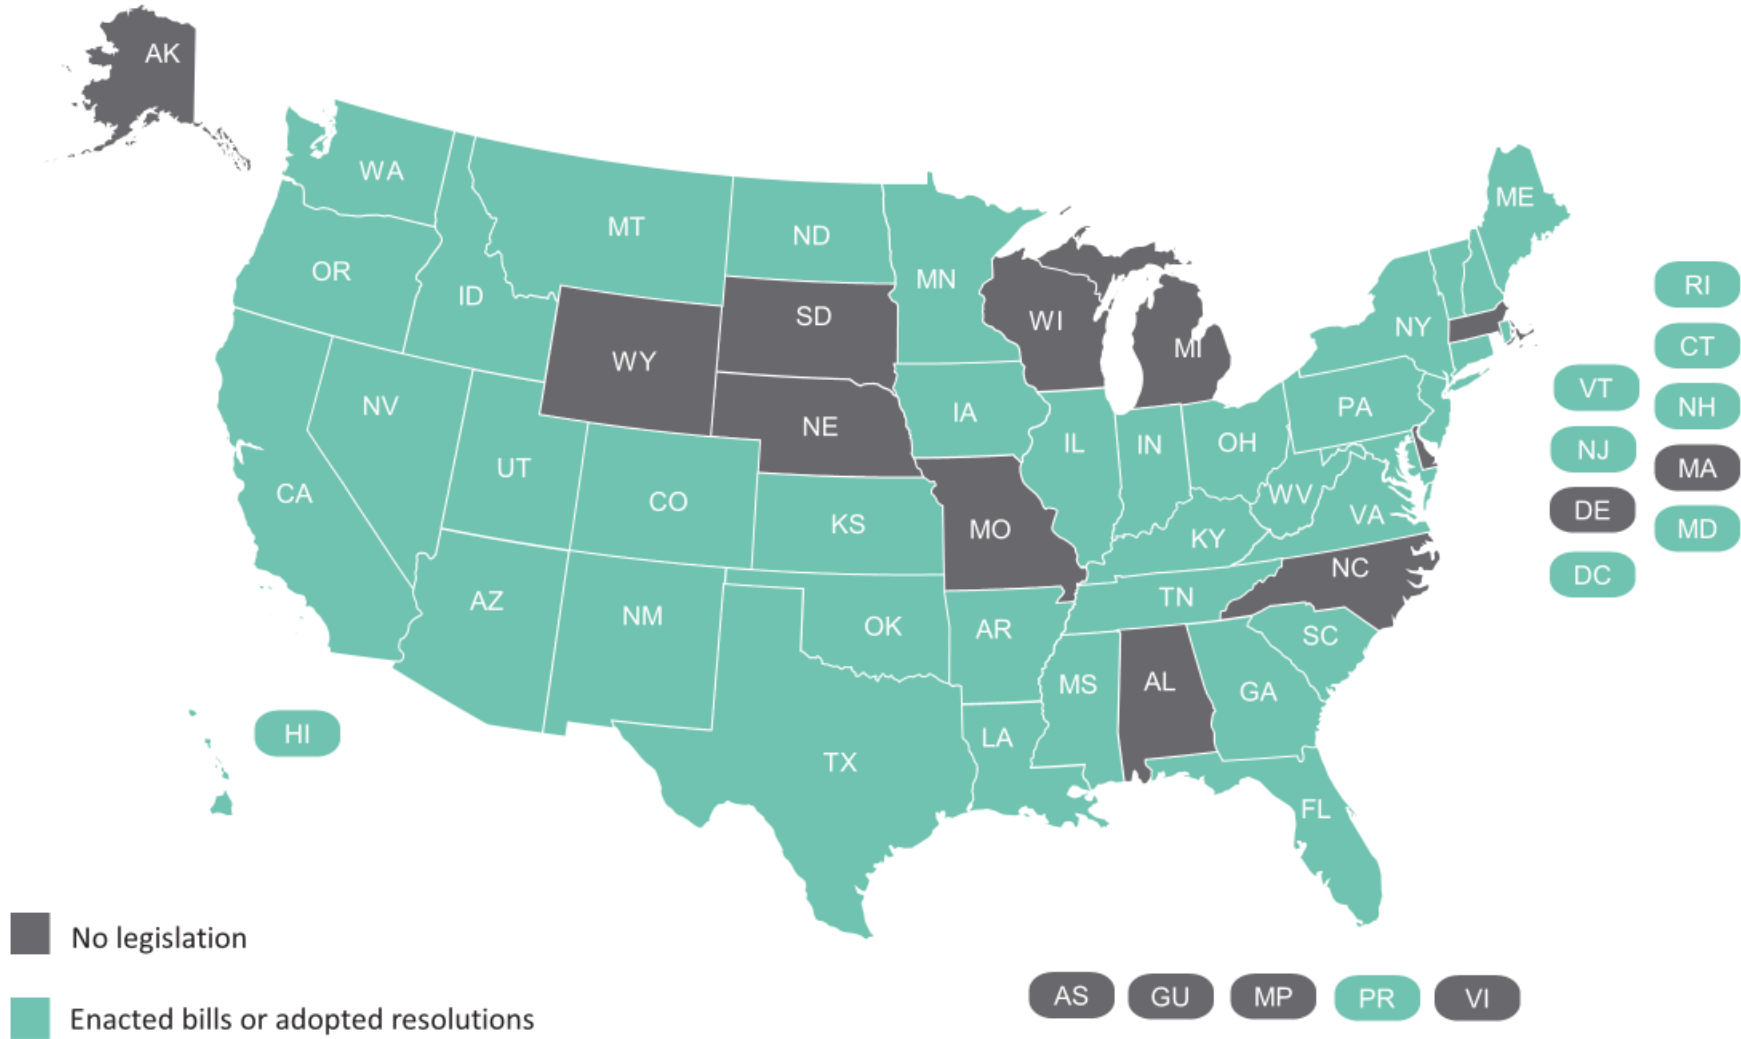 AK
WA
ME
MT
ND
OR
MN
RI
ID
SD
WI
NY
CT
MI
WY
VT
NV
IA
PA
NH
NE
IL
IN
OH
NJ
UT
MA
CA
CO
WV
DE
KS
MO
VA
MD
KY
NC
DC
AZ
TN
NM
OK
AR
SC
MS
AL
GA
HI
LA
TX
FL
No legislation
AS GU MP PR VI
Enacted bills or adopted resolutions